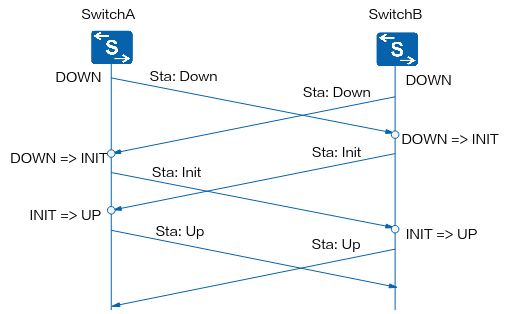 SwitchA
SwitchB
S
S
DOWN
Sta: Down
DOWN
Sta: Down
DOWN => INIT
DOWN => INIT
Sta: Init
Sta: Init
INIT => UP
Sta: Up
INIT => UP
Sta: Up